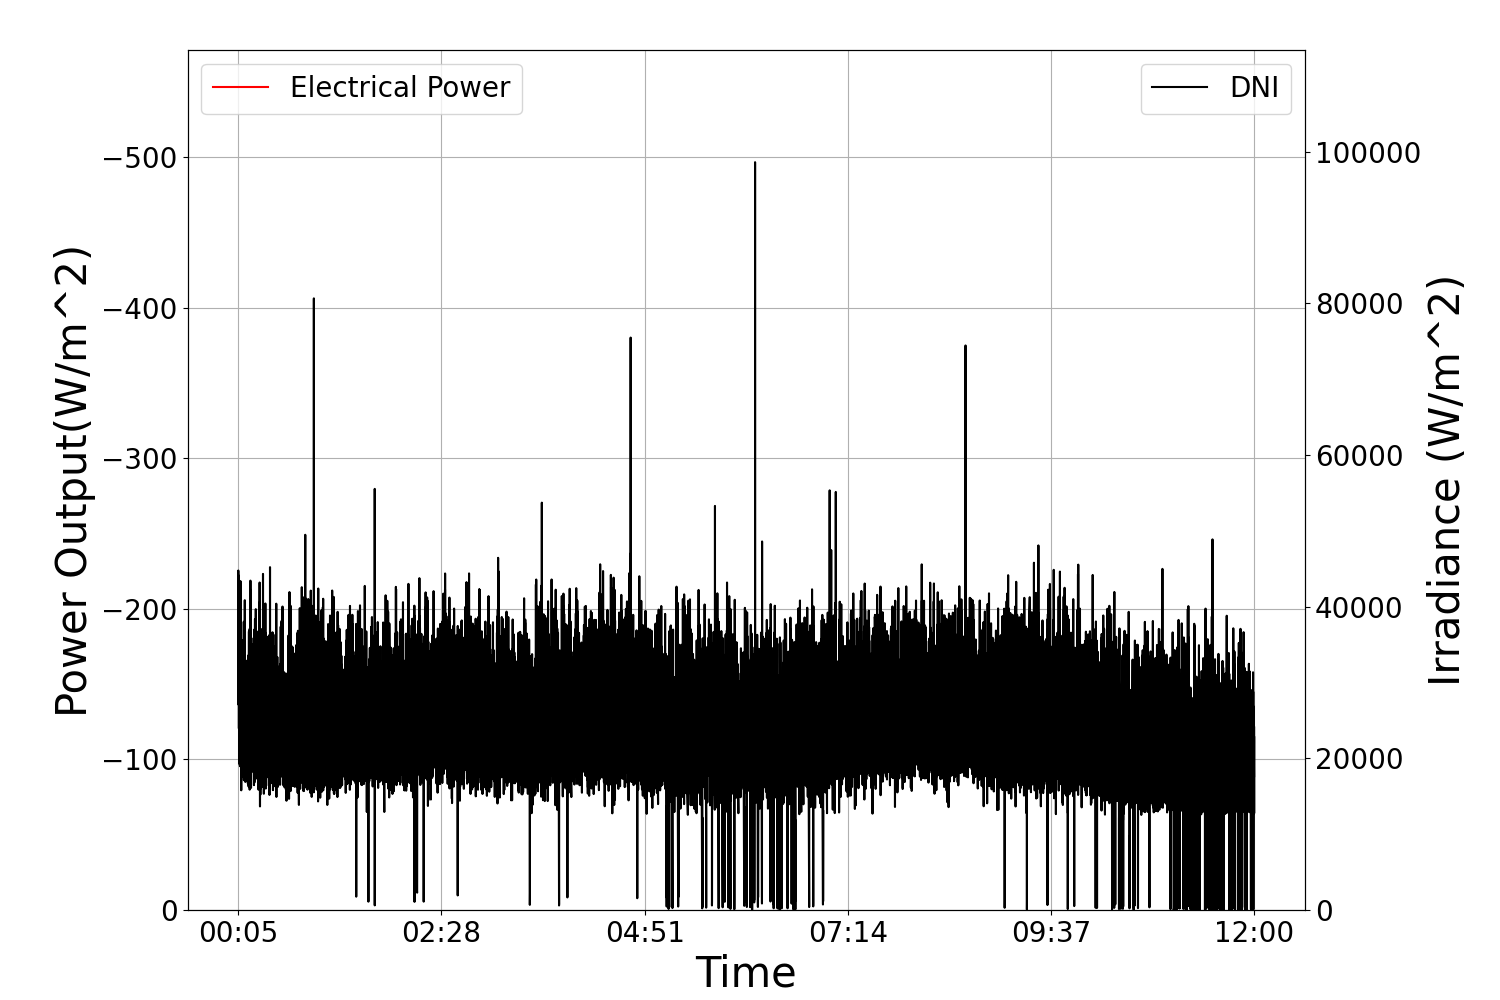 Electrical Power
DNI
Power Output(W/m^2)
−500
−400
−300
−200
−100
0
100000
80000
60000
40000
20000
0
Irradiance (W/m^2)
00:05 02:28 04:51 07:14 09:37 12:00
Time